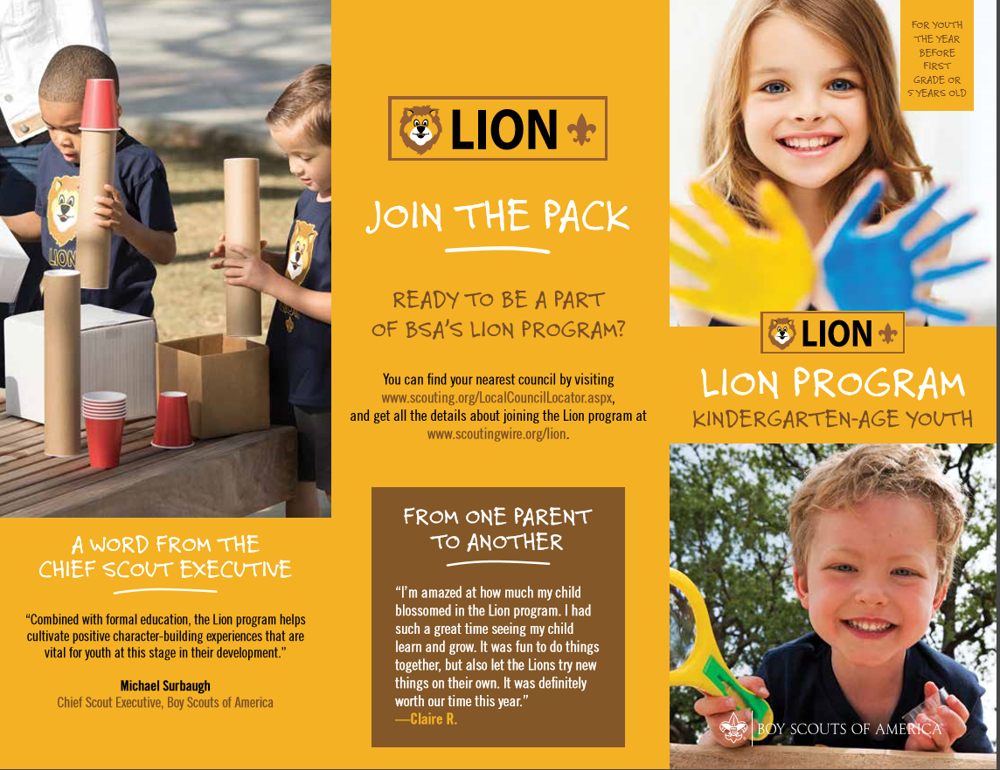 LION
A WORD FROM THE
CHIEF SCOUT EXECUTIVE
“Combined with formal education, the Lion program helps
cultivate positive character-building experiences that are
vital for youth at this stage in their development.”
Michael Surbaugh
Chief Scout Executive, Boy Scouts of America
LION
JOIN THE PACK
READY TO BE A PART
OF BSA’S LION PROGRAM?
You can find your nearest council by visiting
www.scouting.org/LocalCouncilLocator.aspx,
and get all the details about joining the Lion program at
www.scoutingwire.org/lion.
FROM ONE PARENT
TO ANOTHER
“I’m amazed at how much my child
blossomed in the Lion program. I had
such a great time seeing my child
learn and grow. It was fun to do things
together, but also let the Lions try new
things on their own. It was definitely
worth our time this year.”
—Claire R.
FOR YOUTH
THE YEAR
BEFORE
FIRST
GRADE OR
5 YEARS OLD
LION
LION PROGRAM
KINDERGARTEN-AGE YOUTH
BOY SCOUTS OF AMERICA